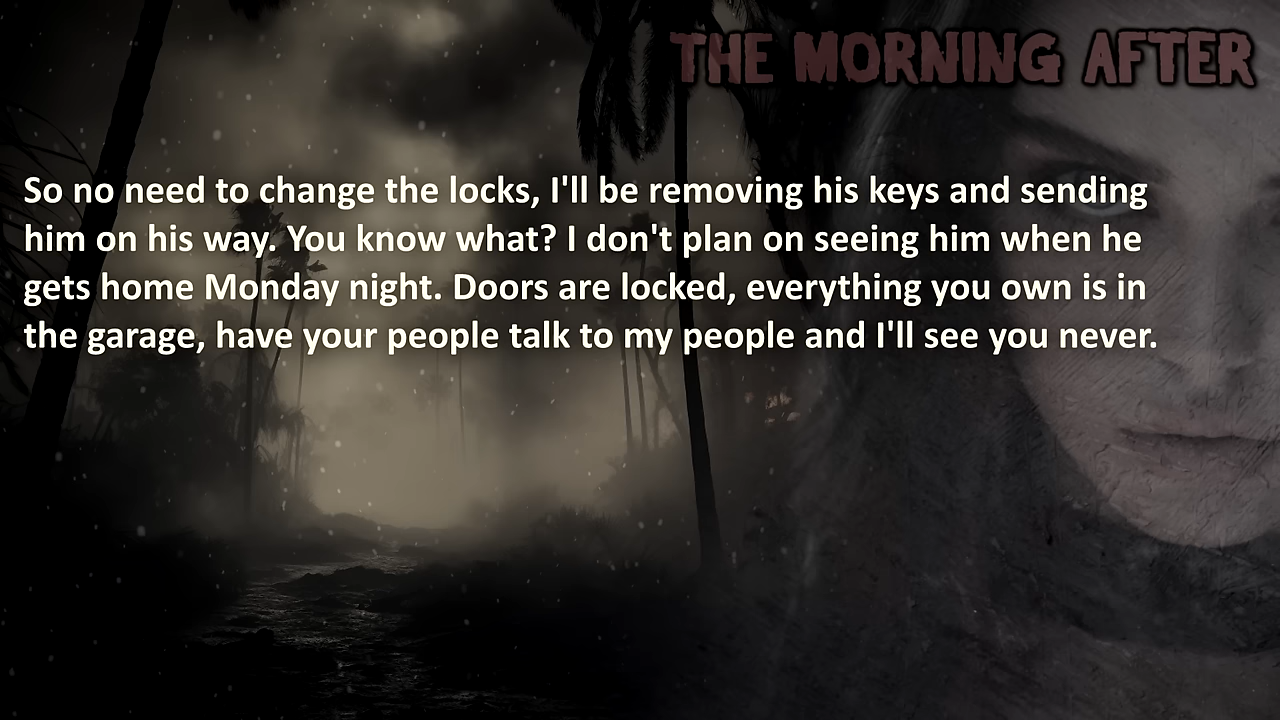 THE MORNING AFTER
So no need to change the locks, I'll be removing his keys and sending
him on his way. You know what? I don't plan on seeing him when he
gets home Monday night. Doors are locked, everything you own is in
the garage, have your people talk to my people and I'll see you never.